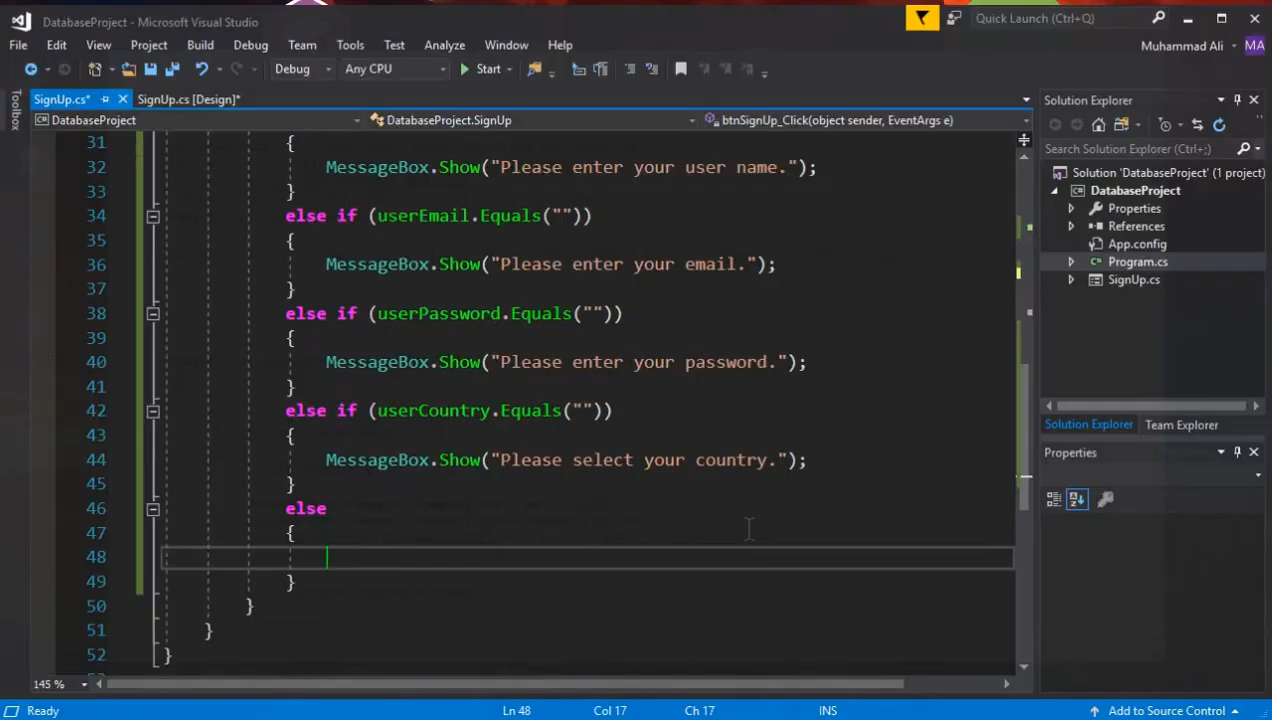 DatabaseProject - Microsoft Visual Studio
Quick Launch (Ctrl+Q)
File Edit View Project Build Debug Team Tools Test Analyze Window Help
Muhammad Ali MA
Debug Any CPU Start
Toolbox
SignUp.cs* SignUp.cs [Design]*
DatabaseProject DatabaseProject.SignUp btnSignUp_Click(object sender, EventArgs e)
31 {
32 MessageBox.Show("Please enter your user name.");
33 }
34 else if (userEmail.Equals(""))
35 {
36 MessageBox.Show("Please enter your email.");
37 }
38 else if (userPassword.Equals(""))
39 {
40 MessageBox.Show("Please enter your password.");
41 }
42 else if (userCountry.Equals(""))
43 {
44 MessageBox.Show("Please select your country.");
45 }
46 else
47 {
48
49 }
50 }
51 }
52 }
145 %
Solution Explorer
Search Solution Explorer (Ctrl+;)
Solution 'DatabaseProject' (1 project)
C# DatabaseProject
Properties
References
App.config
C# Program.cs
SignUp.cs
Solution Explorer Team Explorer
Properties
Ready Ln 48 Col 17 Ch 17 INS Add to Source Control